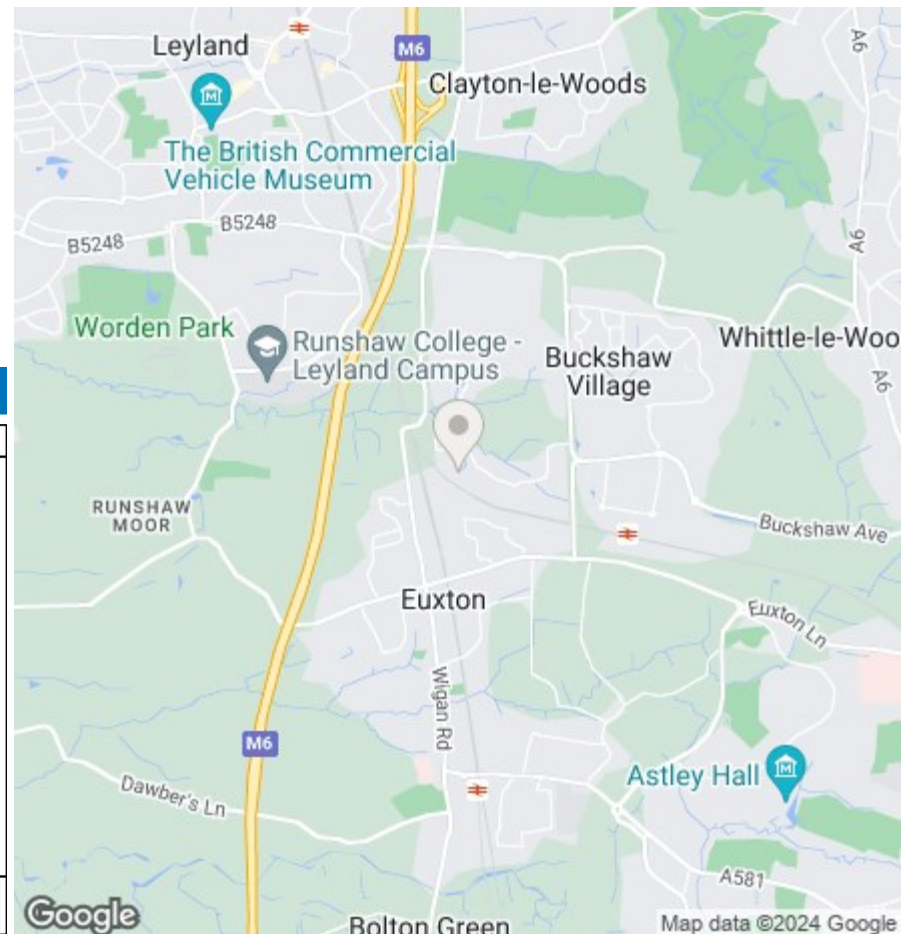 Leyland
M6
A6
Clayton-le-Woods
The British Commercial
Vehicle Museum
B5248
B5248
A6
Worden Park
Runshaw College -
Leyland Campus
Buckshaw
Village
Whittle-le-Woo
A6
RUNSHAW
MOOR
Buckshaw Ave
Euxton
Euxton Ln
Wigan Rd
M6
Astley Hall
Dawber's Ln
A581
Google
Bolton Green
Map data ©2024 Google